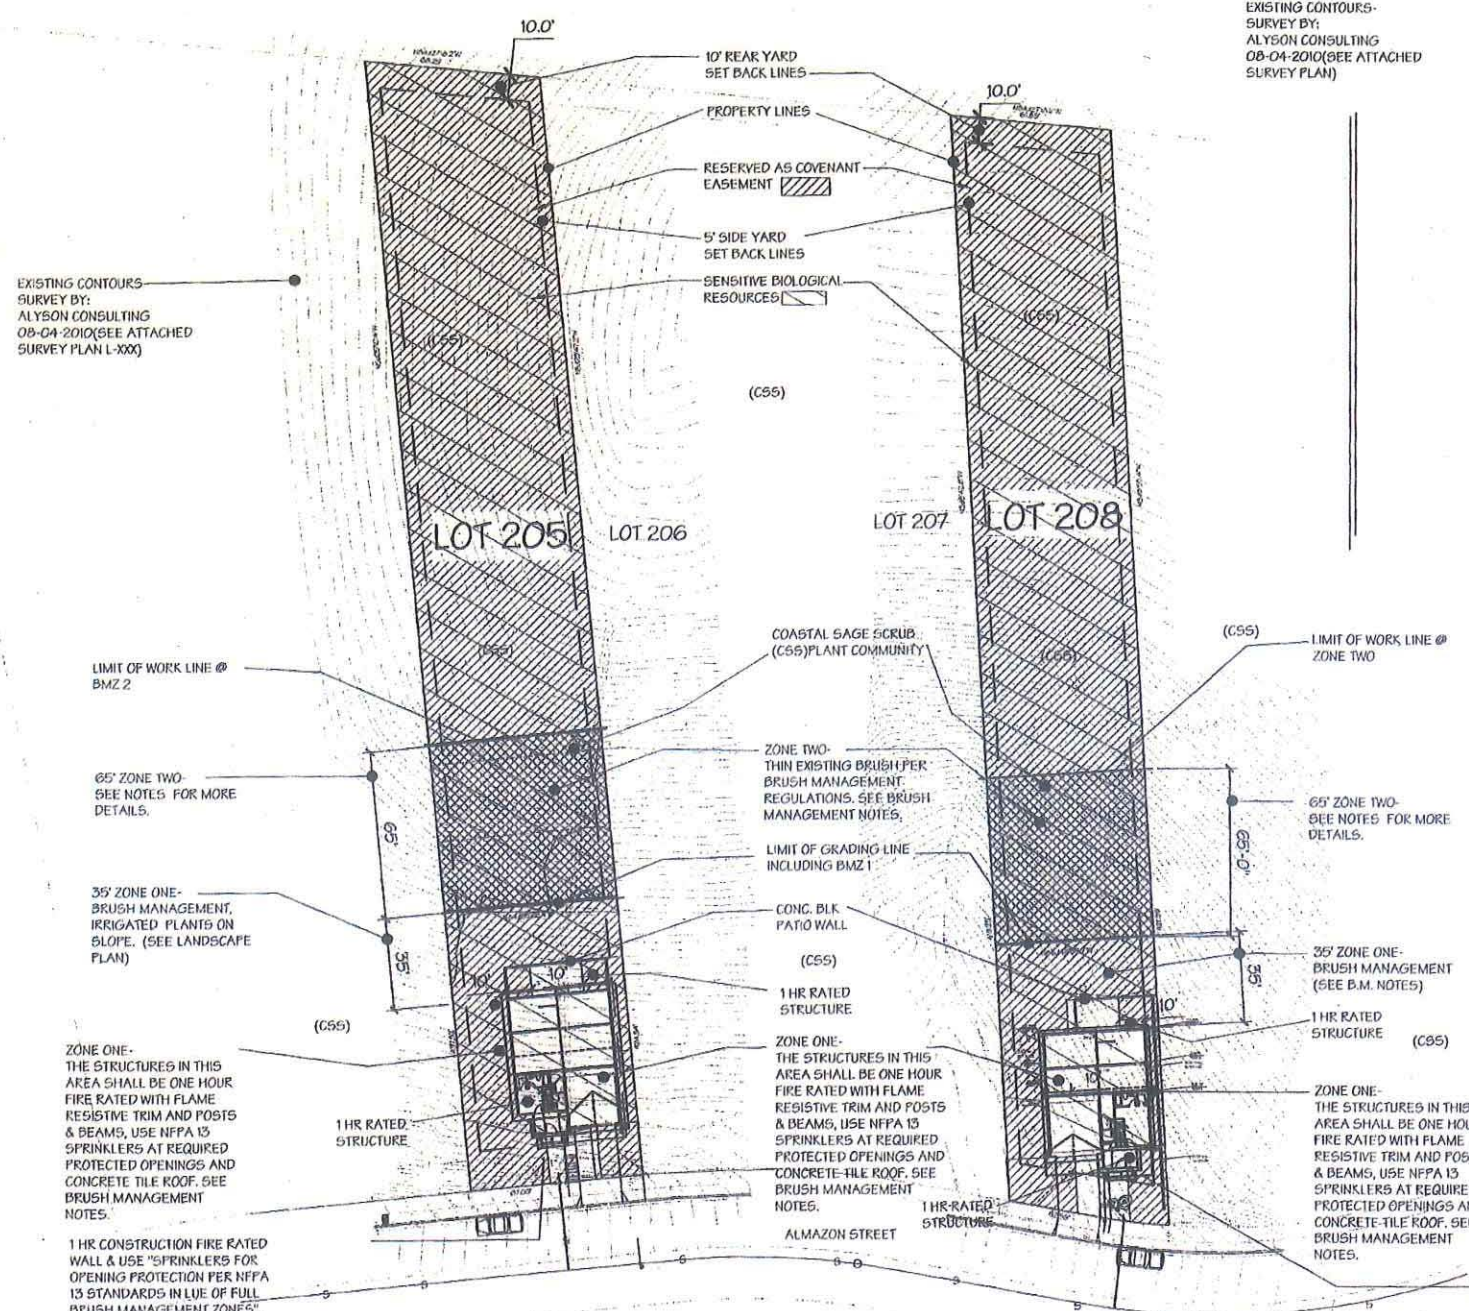 EXISTING CONTOURS-
SURVEY BY:
ALYSON CONSULTING
08-04-2010(SEE ATTACHED
SURVEY PLAN)
10.0'
10' REAR YARD
SET BACK LINES
10.0'
PROPERTY LINES
RESERVED AS COVENANT
EASEMENT
5' SIDE YARD
SET BACK LINES
SENSITIVE BIOLOGICAL
RESOURCES
EXISTING CONTOURS
SURVEY BY:
ALYSON CONSULTING
08-04-2010(SEE ATTACHED
SURVEY PLAN L-XXX)
(CSS)
(CSS)
(CSS)
LOT 205
LOT 206
LOT 207
LOT 208
COASTAL SAGE SCRUB
(CSS)PLANT COMMUNITY
(CSS)
(CSS)
(CSS)
LIMIT OF WORK LINE @
ZONE TWO
LIMIT OF WORK LINE @
BMZ 2
65' ZONE TWO-
SEE NOTES FOR MORE
DETAILS.
65'
ZONE TWO-
THIN EXISTING BRUSH PER
BRUSH MANAGEMENT
REGULATIONS. SEE BRUSH
MANAGEMENT NOTES.
65'-0"
65' ZONE TWO-
SEE NOTES FOR MORE
DETAILS.
LIMIT OF GRADING LINE
INCLUDING BMZ 1
35' ZONE ONE-
BRUSH MANAGEMENT,
IRRIGATED PLANTS ON
SLOPE. (SEE LANDSCAPE
PLAN)
35'
CONC. BLK
PATIO WALL
(CSS)
35'
35' ZONE ONE-
BRUSH MANAGEMENT
(SEE B.M. NOTES)
10'
10'
1 HR RATED
STRUCTURE
10'
1 HR RATED
STRUCTURE
(CSS)
(CSS)
ZONE ONE-
THE STRUCTURES IN THIS
AREA SHALL BE ONE HOUR
FIRE RATED WITH FLAME
RESISTIVE TRIM AND POSTS
& BEAMS, USE NFPA 13
SPRINKLERS AT REQUIRED
PROTECTED OPENINGS AND
CONCRETE TILE ROOF. SEE
BRUSH MANAGEMENT
NOTES.
1 HR RATED
STRUCTURE
ZONE ONE-
THE STRUCTURES IN THIS
AREA SHALL BE ONE HOUR
FIRE RATED WITH FLAME
RESISTIVE TRIM AND POSTS
& BEAMS, USE NFPA 13
SPRINKLERS AT REQUIRED
PROTECTED OPENINGS AND
CONCRETE TILE ROOF. SEE
BRUSH MANAGEMENT
NOTES.
10'
1 HR RATED
STRUCTURE
ZONE ONE-
THE STRUCTURES IN THIS
AREA SHALL BE ONE HOU
FIRE RATED WITH FLAME
RESISTIVE TRIM AND POS
& BEAMS, USE NFPA 13
SPRINKLERS AT REQUIRE
PROTECTED OPENINGS A
CONCRETE TILE ROOF. SE
BRUSH MANAGEMENT
NOTES.
ALMAZON STREET
1 HR CONSTRUCTION FIRE RATED
WALL & USE "SPRINKLERS FOR
OPENING PROTECTION PER NFPA
13 STANDARDS IN LUE OF FULL
BRUSH MANAGEMENT ZONES"